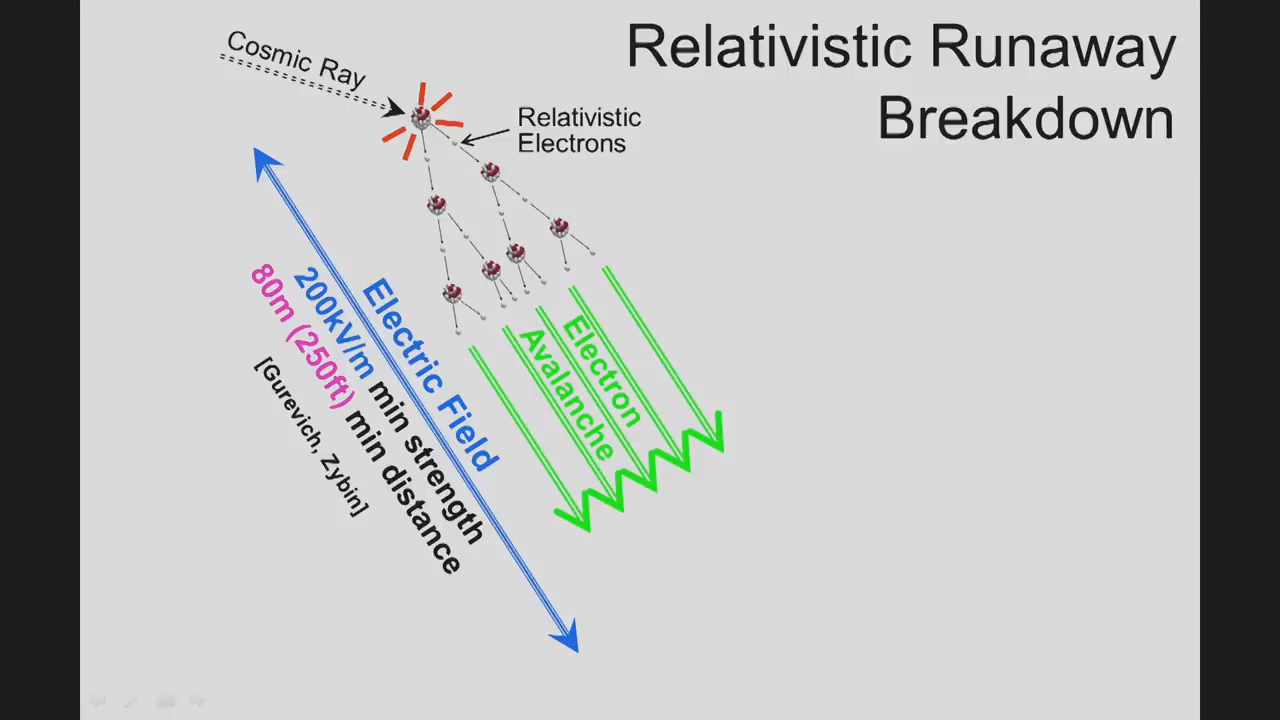 Relativistic Runaway
Breakdown
Cosmic Ray
Relativistic
Electrons
Electric Field
200kV/m min strength
80m (250ft) min distance
[Gurevich, Zybin]
Electron
Avalanche